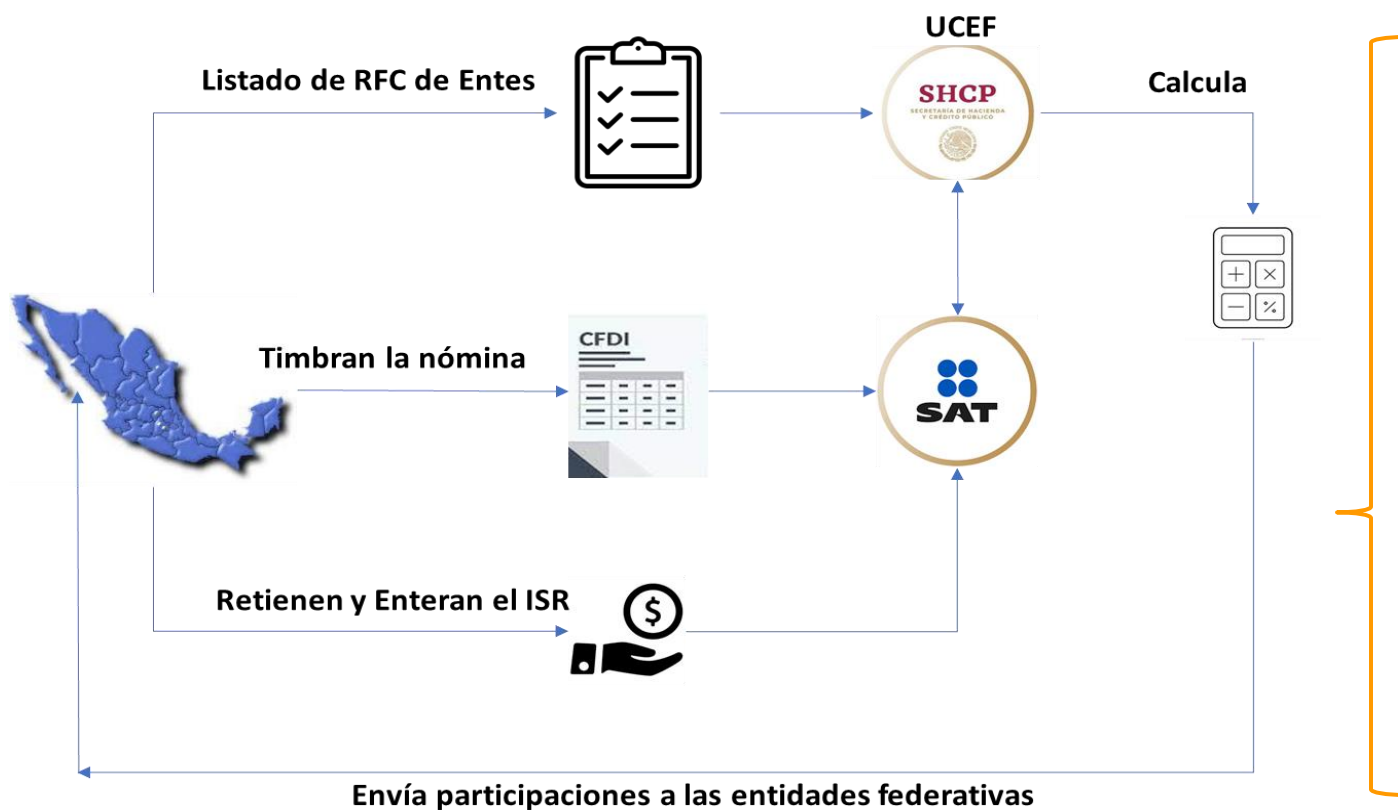 UCEF
Listado de RFC de Entes
SHCP
SECRETARÍA DE HACIENDA
Y CRÉDITO PÚBLICO
Calcula
Timbran la nómina
CFDI
SAT
Retienen y Enteran el ISR
$
Envía participaciones a las entidades federativas